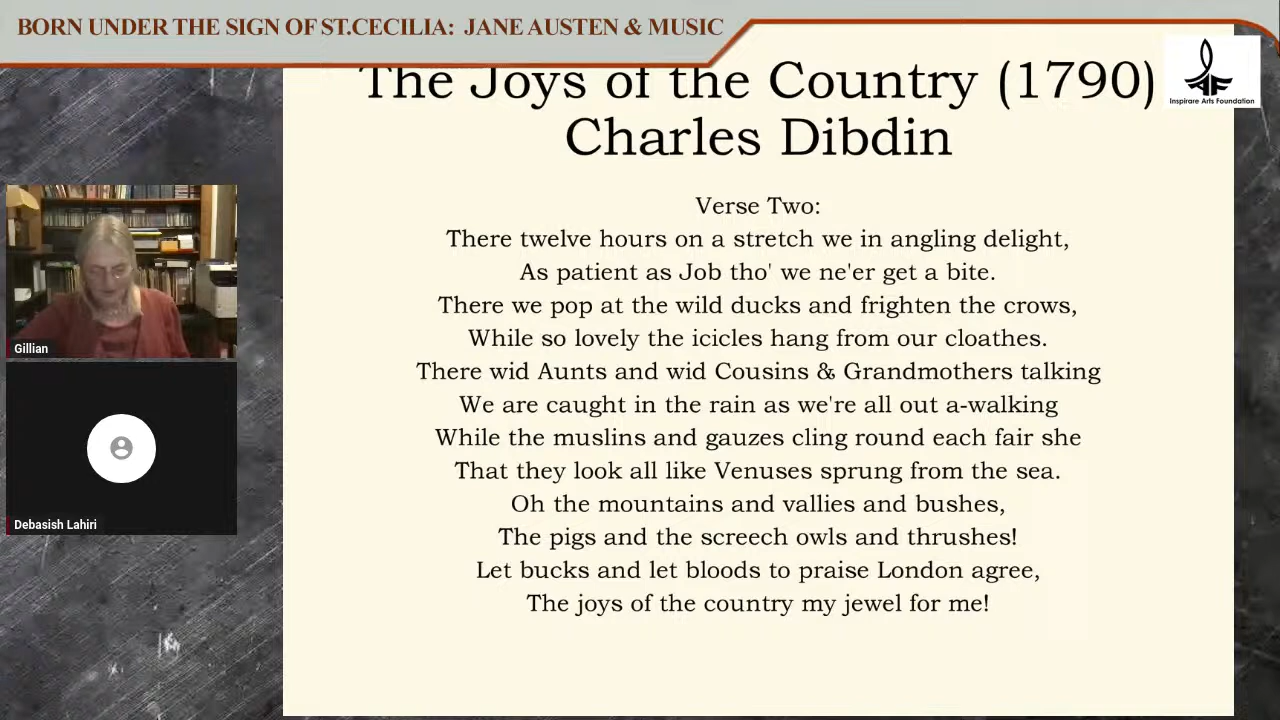 BORN UNDER THE SIGN OF ST.CECILIA: JANE AUSTEN & MUSIC
The Joys of the Country (1790)
Charles Dibdin
Inspirare Arts Foundation
Verse Two:
There twelve hours on a stretch we in angling delight,
As patient as Job tho' we ne'er get a bite.
There we pop at the wild ducks and frighten the crows,
While so lovely the icicles hang from our cloathes.
There wid Aunts and wid Cousins & Grandmothers talking
We are caught in the rain as we're all out a-walking
While the muslins and gauzes cling round each fair she
That they look all like Venuses sprung from the sea.
Oh the mountains and vallies and bushes,
The pigs and the screech owls and thrushes!
Let bucks and let bloods to praise London agree,
The joys of the country my jewel for me!
Gillian
Debasish Lahiri